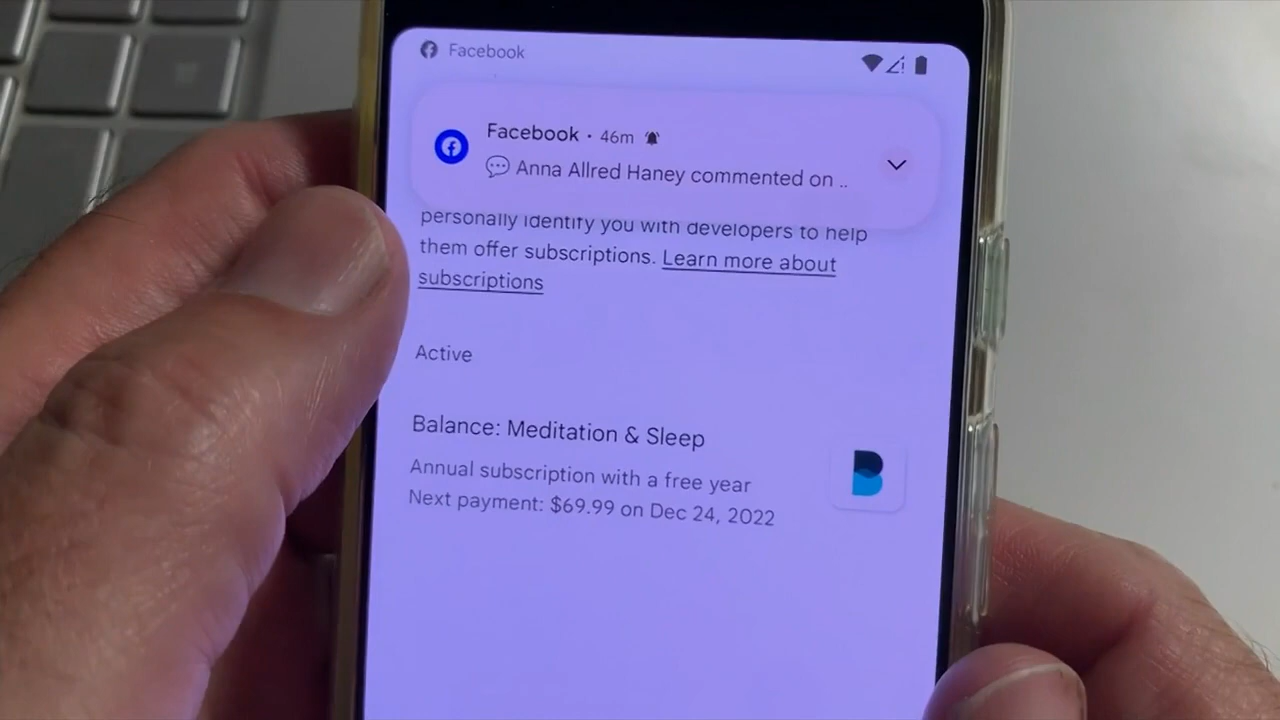 Facebook
Facebook • 46m
Anna Allred Haney commented on ..
personally identify you with developers to help
them offer subscriptions. Learn more about
subscriptions
Active
Balance: Meditation & Sleep
Annual subscription with a free year
Next payment: $69.99 on Dec 24, 2022